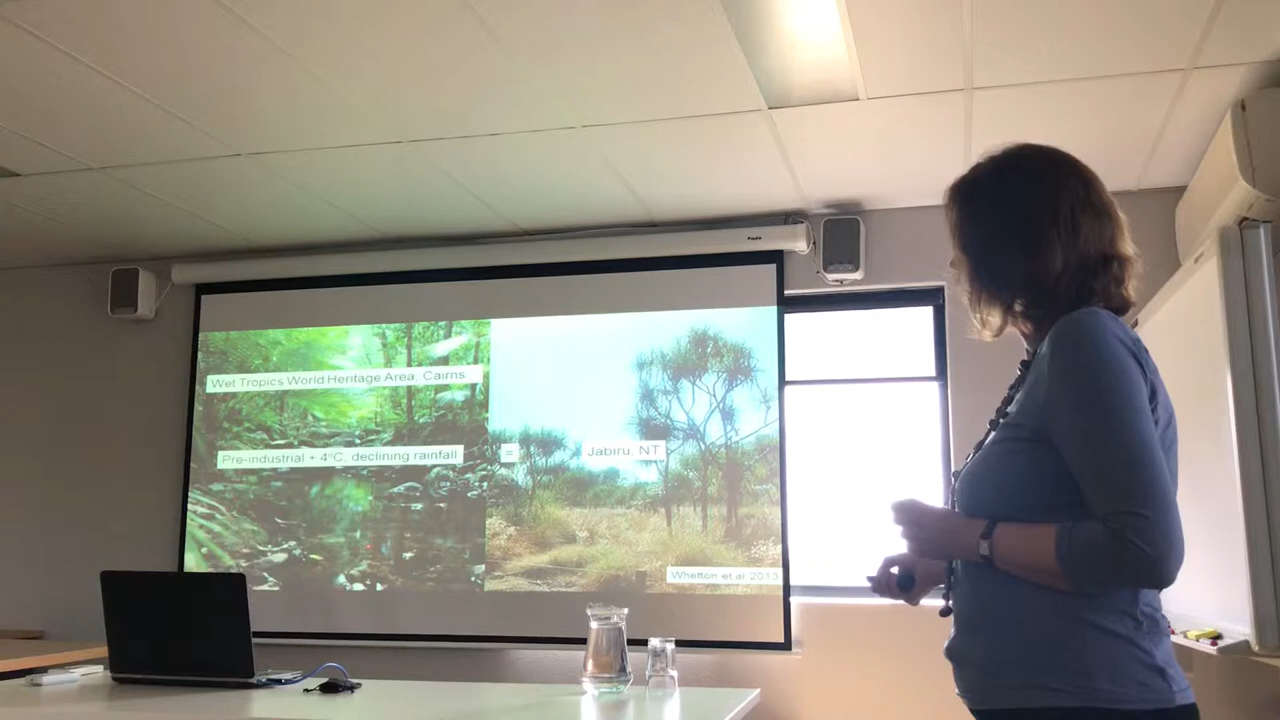 Wet Tropics World Heritage Area, Cairns
Pre-industrial + 4°C, declining rainfall
=
Jabiru, NT
Whetton et al 2013